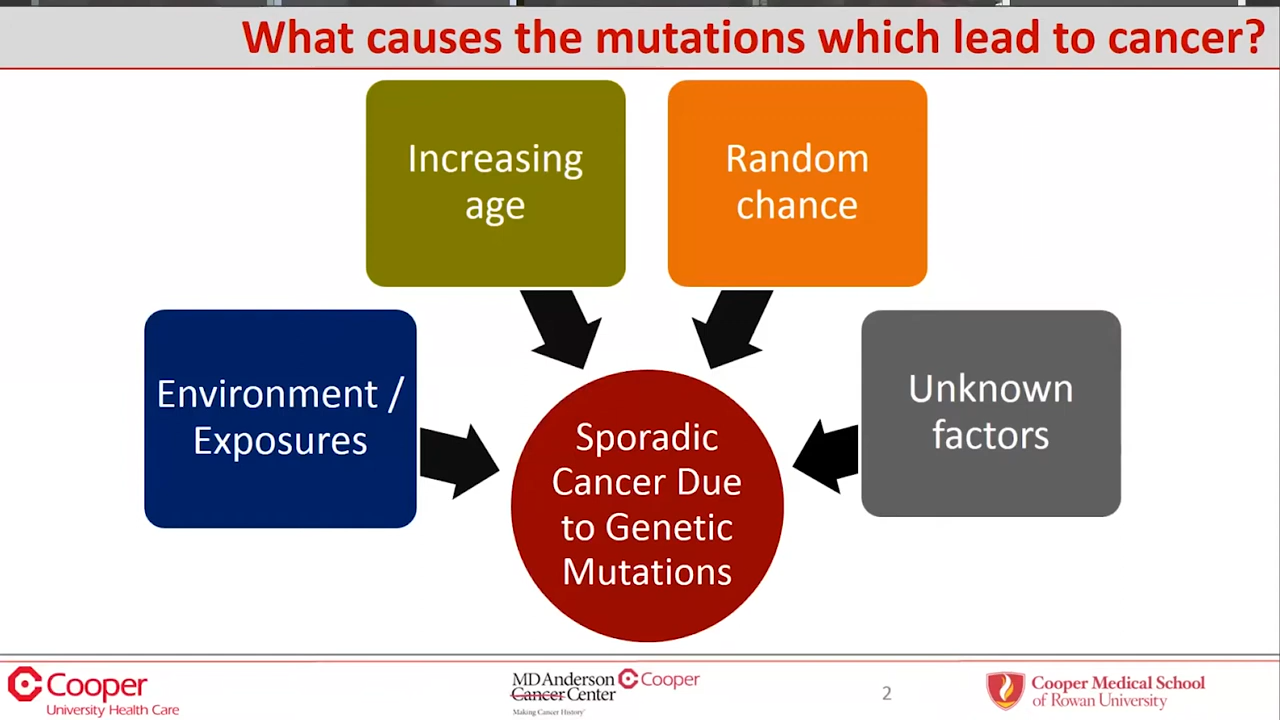 What causes the mutations which lead to cancer?
Increasing
age
Random
chance
Environment /
Exposures
Unknown
factors
Sporadic
Cancer Due
to Genetic
Mutations
Cooper
University Health Care
MD Anderson
Cancer Center
Making Cancer History®
Cooper
2
Cooper Medical School
of Rowan University